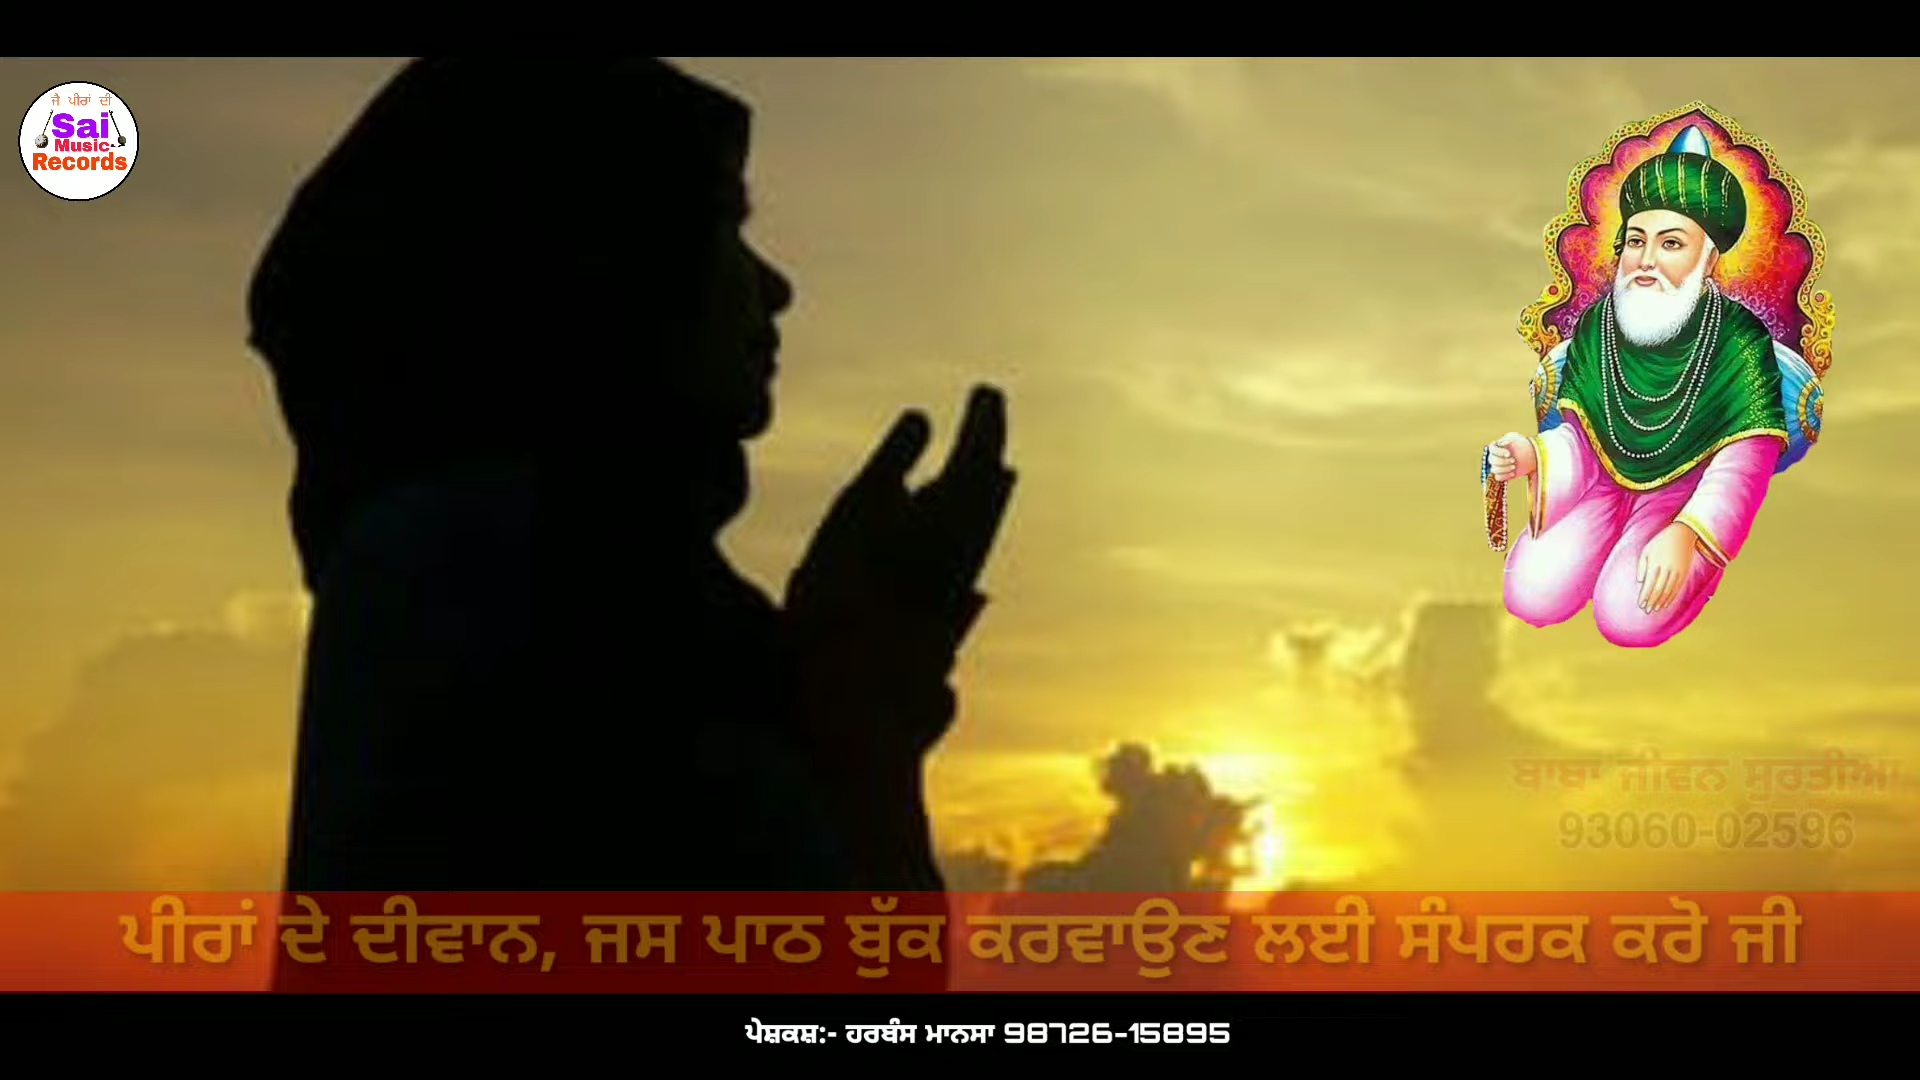 ਜੈ ਪੀਰਾਂ ਦੀ
Sai
Music
Records
ਬਾਬਾ ਜੀਵਨ ਸੁਰਤੀਆ
93060-02596
ਪੀਰਾਂ ਦੇ ਦੀਵਾਨ, ਜਸ ਪਾਠ ਬੁੱਕ ਕਰਵਾਉਣ ਲਈ ਸੰਪਰਕ ਕਰੋ ਜੀ
ਪੇਸ਼ਕਸ਼:- ਹਰਬੰਸ ਮਾਨਸਾ 98726-15895